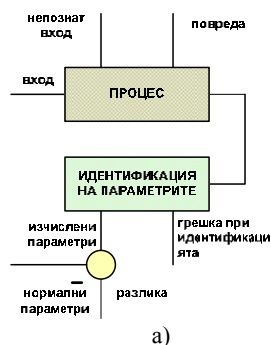 непознат
вход
повреда
вход
ПРОЦЕС
ИДЕНТИФИКАЦИЯ
НА ПАРАМЕТРИТЕ
изчислени
параметри
грешка при
идентификаци
ята
нормални
параметри
разлика
а)